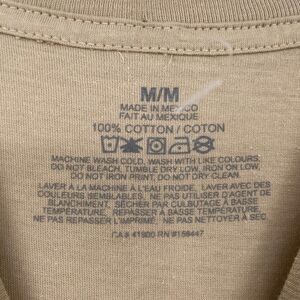 M/M
MADE IN MEXICO
FAIT AU MEXIQUE
100% COTTON / COTON
MACHINE WASH COLD, WASH WITH LIKE COLOURS,
DO NOT BLEACH, TUMBLE DRY LOW, IRON ON LOW,
DO NOT IRON PRINT, DO NOT DRY CLEAN
LAVER À LA MACHINE À L'EAU FROIDE, LAVER AVEC DES
COULEURS SEMBLABLES. NE PAS UTILISER D'AGENT DE
BLANCHIMENT, SÉCHER PAR CULBUTAGE À BASSE
TEMPÉRATURE, REPASSER À BASSE TEMPÉRATURE.
NE PAS REPASSER L'IMPRIMÉ, NE PAS NETTOYER À SEC
CA# 41900 RN #158447